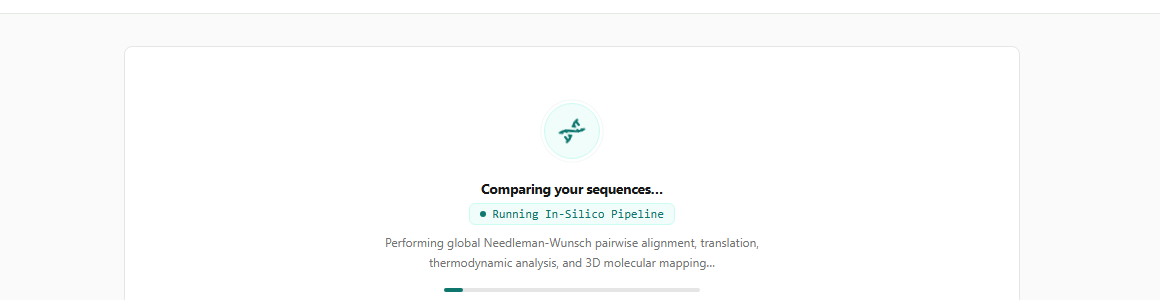 Comparing your sequences...
Running In-Silico Pipeline
Performing global Needleman-Wunsch pairwise alignment, translation,
thermodynamic analysis, and 3D molecular mapping...